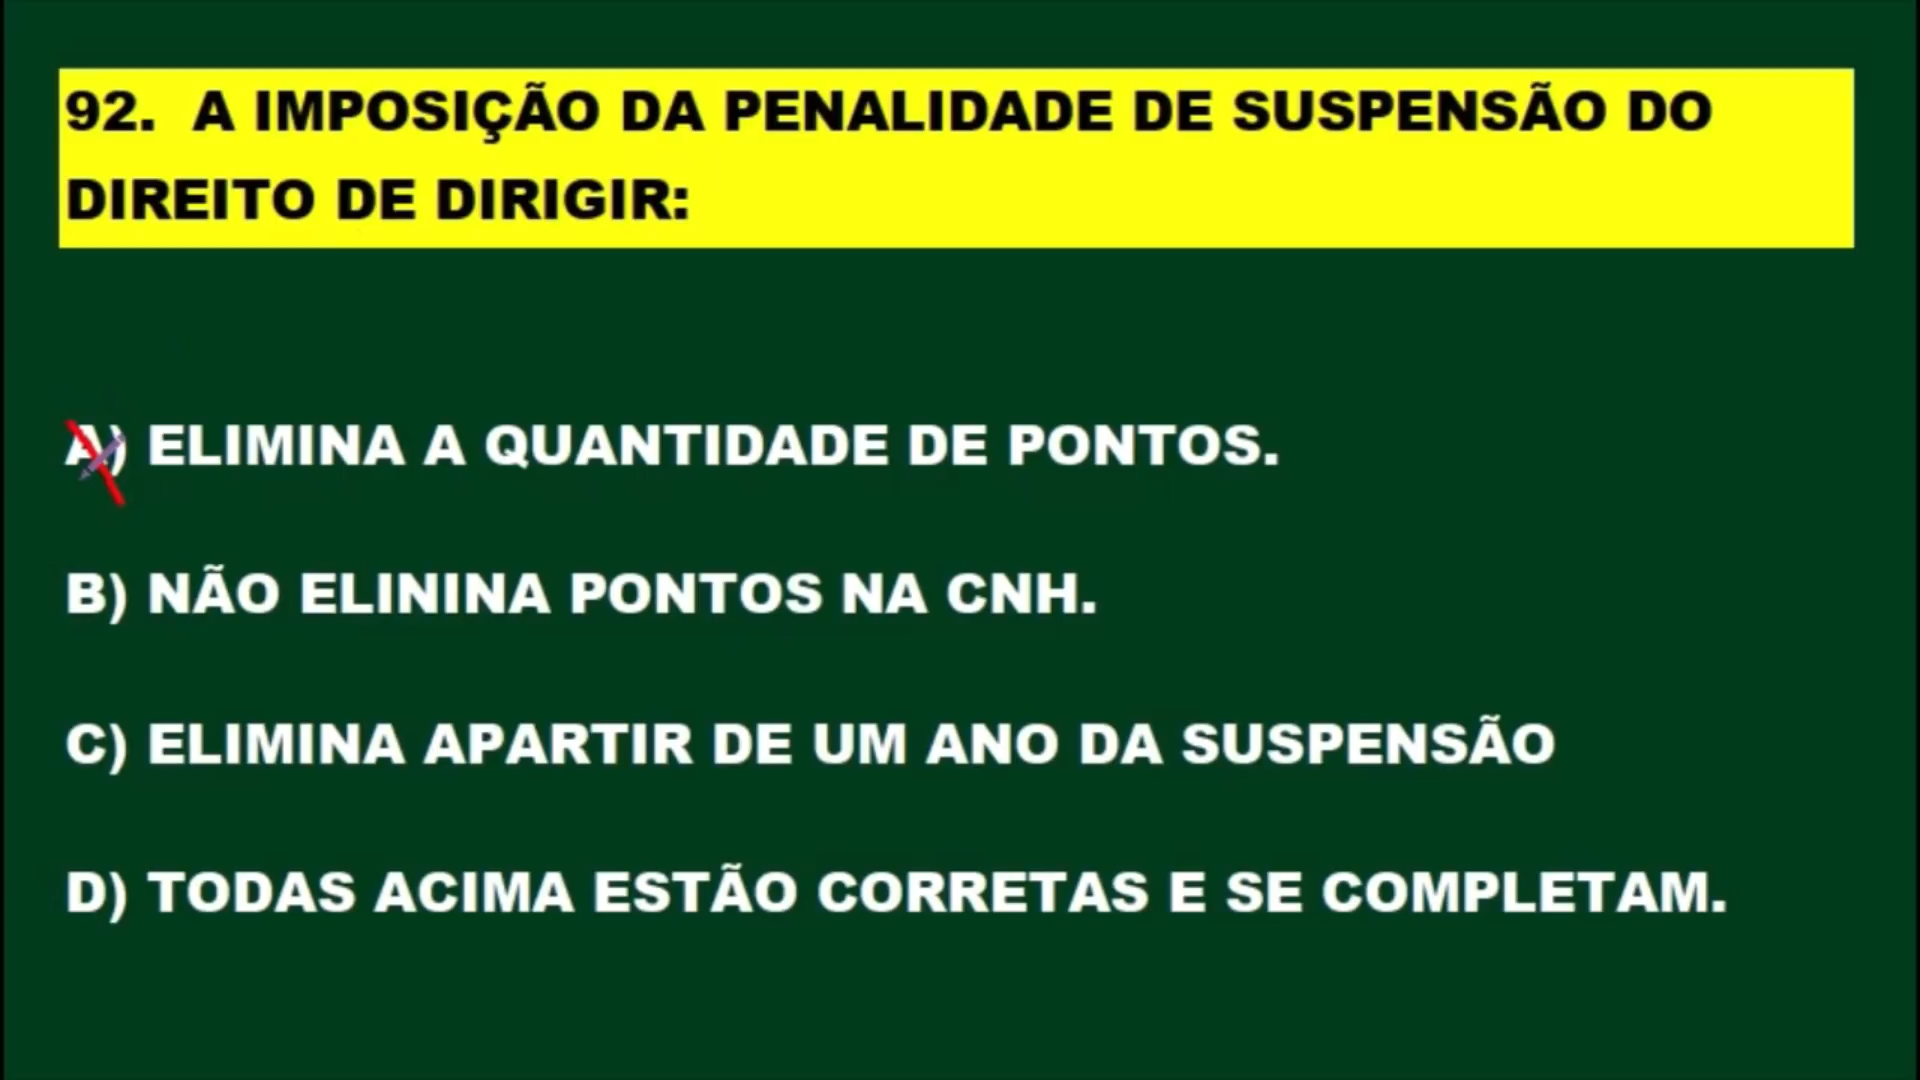 92. A IMPOSIÇÃO DA PENALIDADE DE SUSPENSÃO DO
DIREITO DE DIRIGIR:
A) ELIMINA A QUANTIDADE DE PONTOS.
B) NÃO ELININA PONTOS NA CNH.
C) ELIMINA APARTIR DE UM ANO DA SUSPENSÃO
D) TODAS ACIMA ESTÃO CORRETAS E SE COMPLETAM.